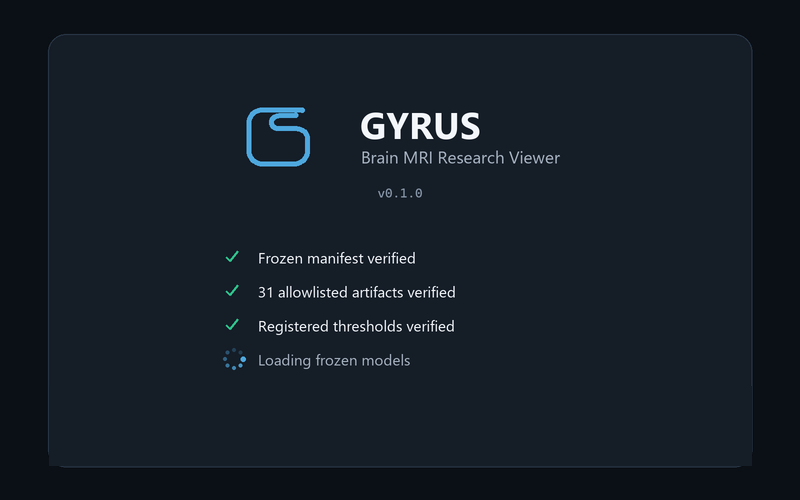 GYRUS
Brain MRI Research Viewer
v0.1.0
Frozen manifest verified
31 allowlisted artifacts verified
Registered thresholds verified
Loading frozen models